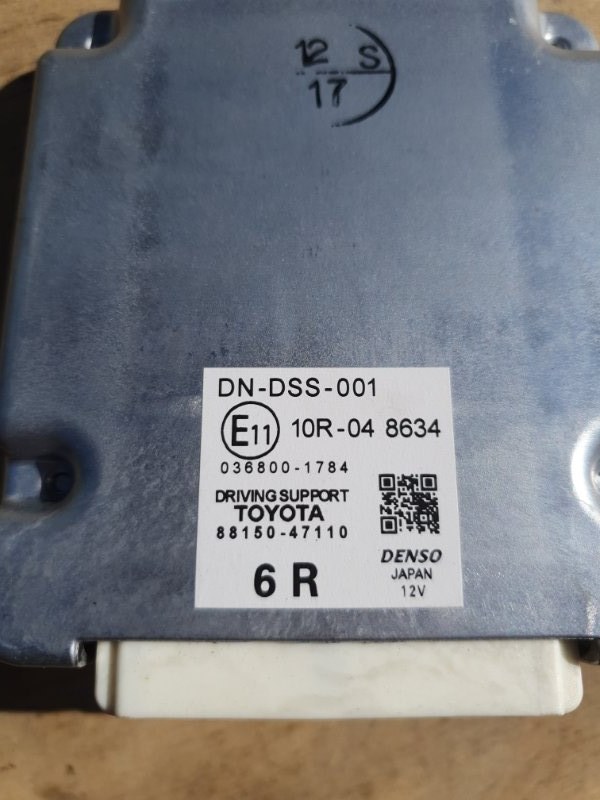 12 S
17
DN-DSS-001
E11 10R-04 8634
036800-1784
DRIVING SUPPORT
TOYOTA
88150-47110
6R
DENSO
JAPAN
12V